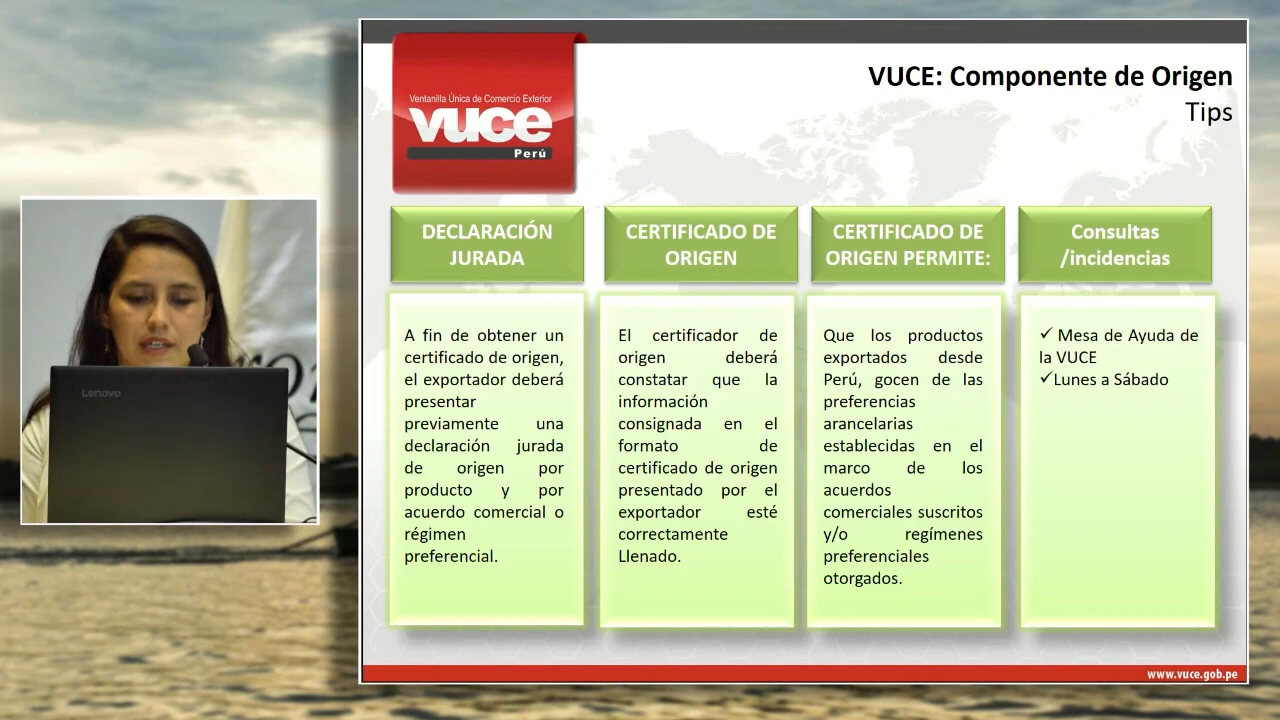 Ventanilla Única de Comercio Exterior
vuce
Perú
VUCE: Componente de Origen
Tips
DECLARACIÓN
JURADA
A fin de obtener un
certificado de origen,
el exportador deberá
presentar
previamente una
declaración jurada
de origen por
producto y por
acuerdo comercial o
régimen
preferencial.
CERTIFICADO DE
ORIGEN
El certificador de
origen deberá
constatar que la
información
consignada en el
formato de
certificado de origen
presentado por el
exportador esté
correctamente
Llenado.
CERTIFICADO DE
ORIGEN PERMITE:
Que los productos
exportados desde
Perú, gocen de las
preferencias
arancelarias
establecidas en el
marco de los
acuerdos
comerciales suscritos
y/o regímenes
preferenciales
otorgados.
Consultas
/incidencias
✓ Mesa de Ayuda de
la VUCE
✓Lunes a Sábado
Lenovo
www.vuce.gob.pe